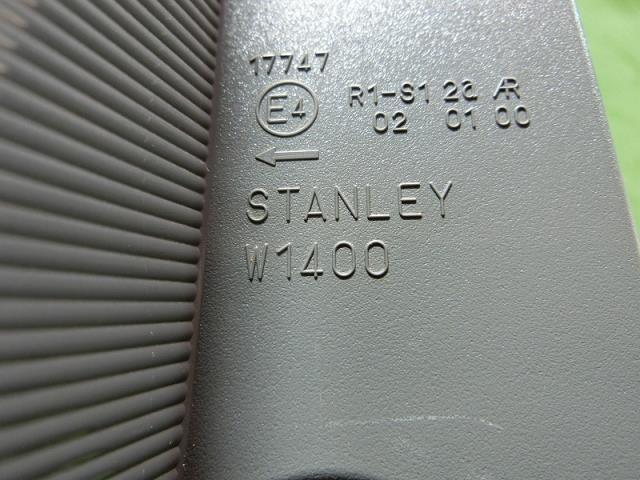 17747
E4 R1-S1 2a AR
02 01 00
←
STANLEY
W1400